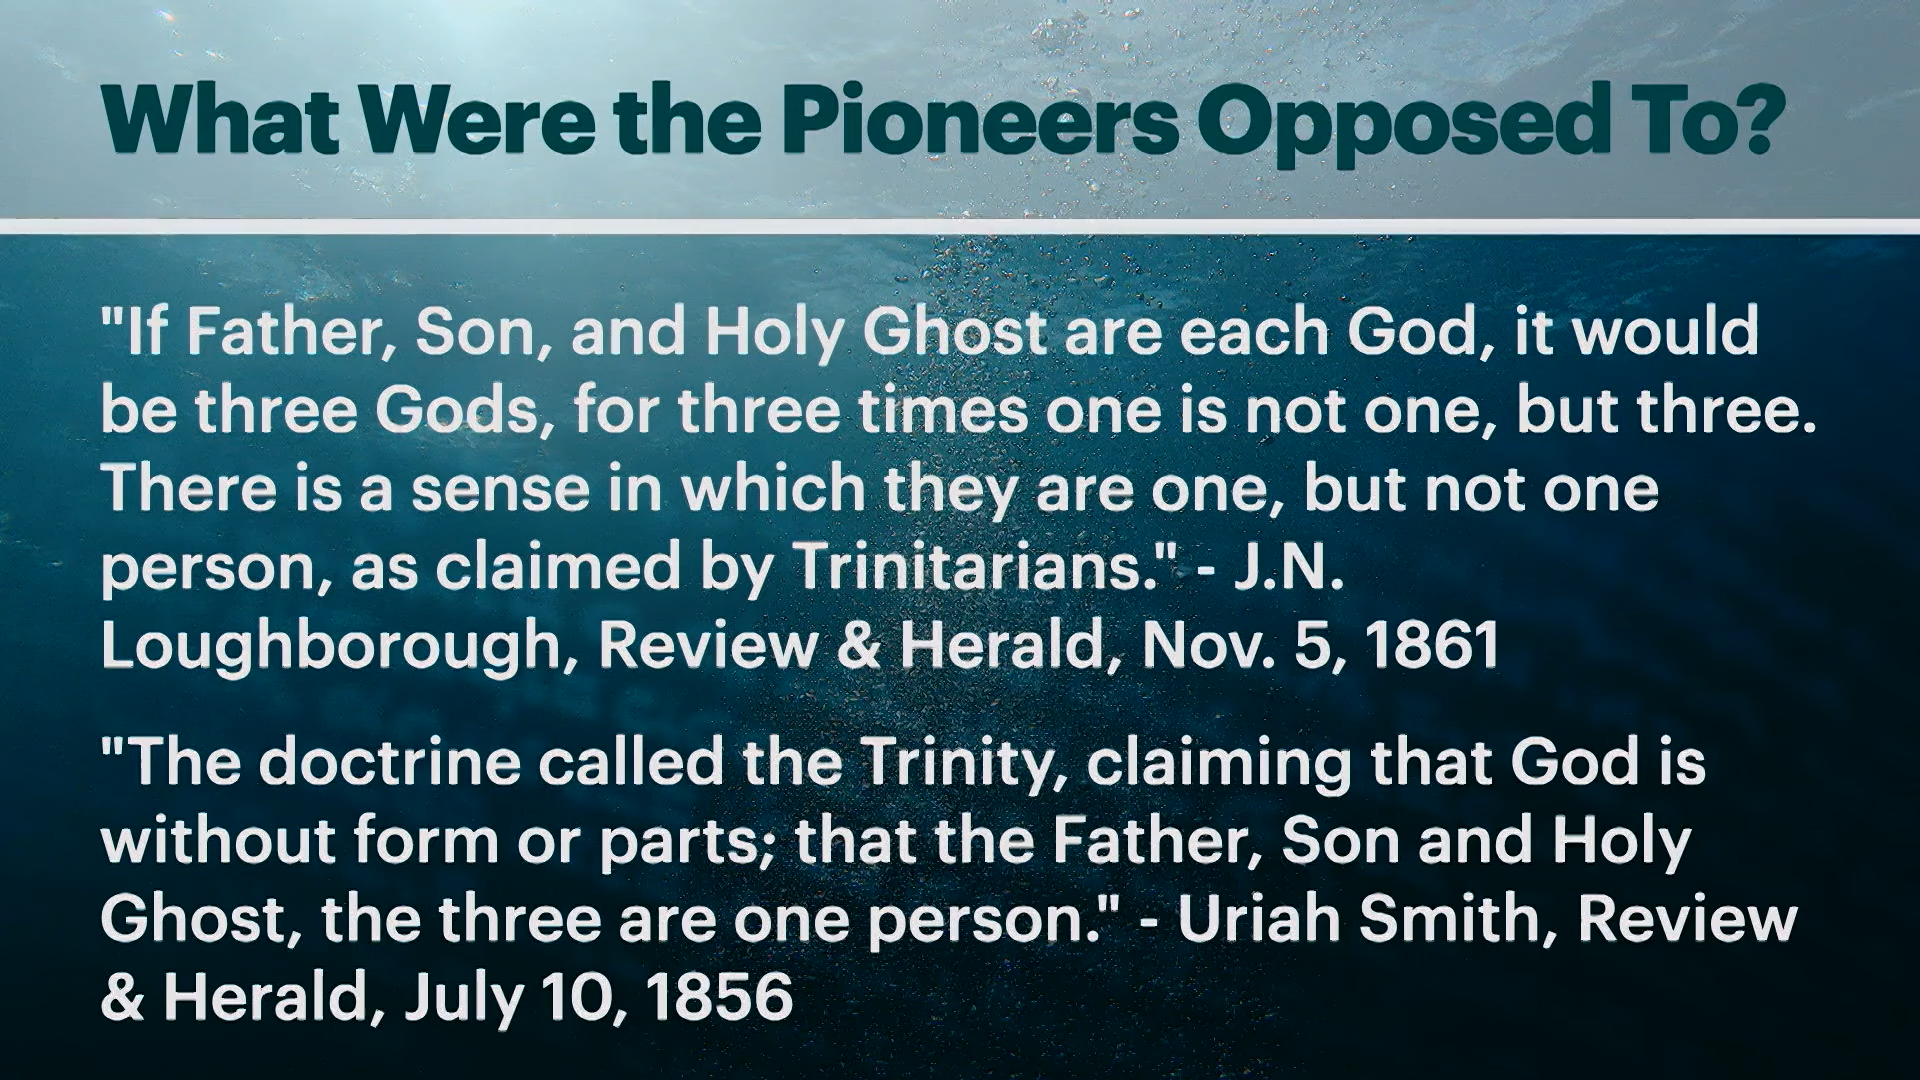 What Were the Pioneers Opposed To?
"If Father, Son, and Holy Ghost are each God, it would
be three Gods, for three times one is not one, but three.
There is a sense in which they are one, but not one
person, as claimed by Trinitarians." - J.N.
Loughborough, Review & Herald, Nov. 5, 1861
"The doctrine called the Trinity, claiming that God is
without form or parts; that the Father, Son and Holy
Ghost, the three are one person." - Uriah Smith, Review
& Herald, July 10, 1856